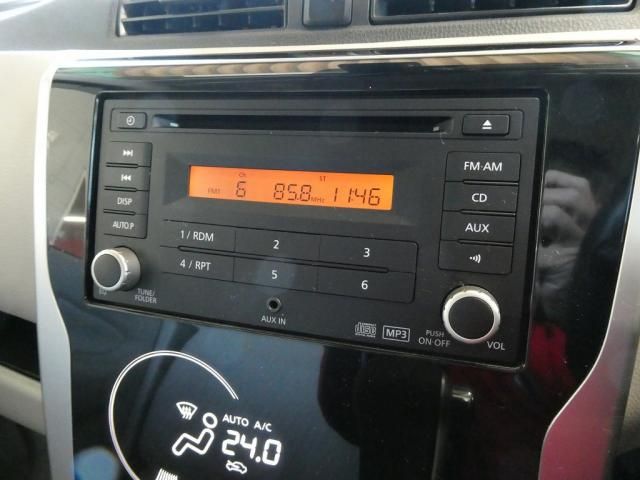 Ch ST
FM1 6 85.8 MHz 11:46
FM·AM
CD
DISP
AUX
AUTO.P
1 / RDM 2 3
4 / RPT 5 6
TUNE/
FOLDER
AUX IN
MP3
PUSH
ON·OFF
VOL
AUTO A/C
24.0